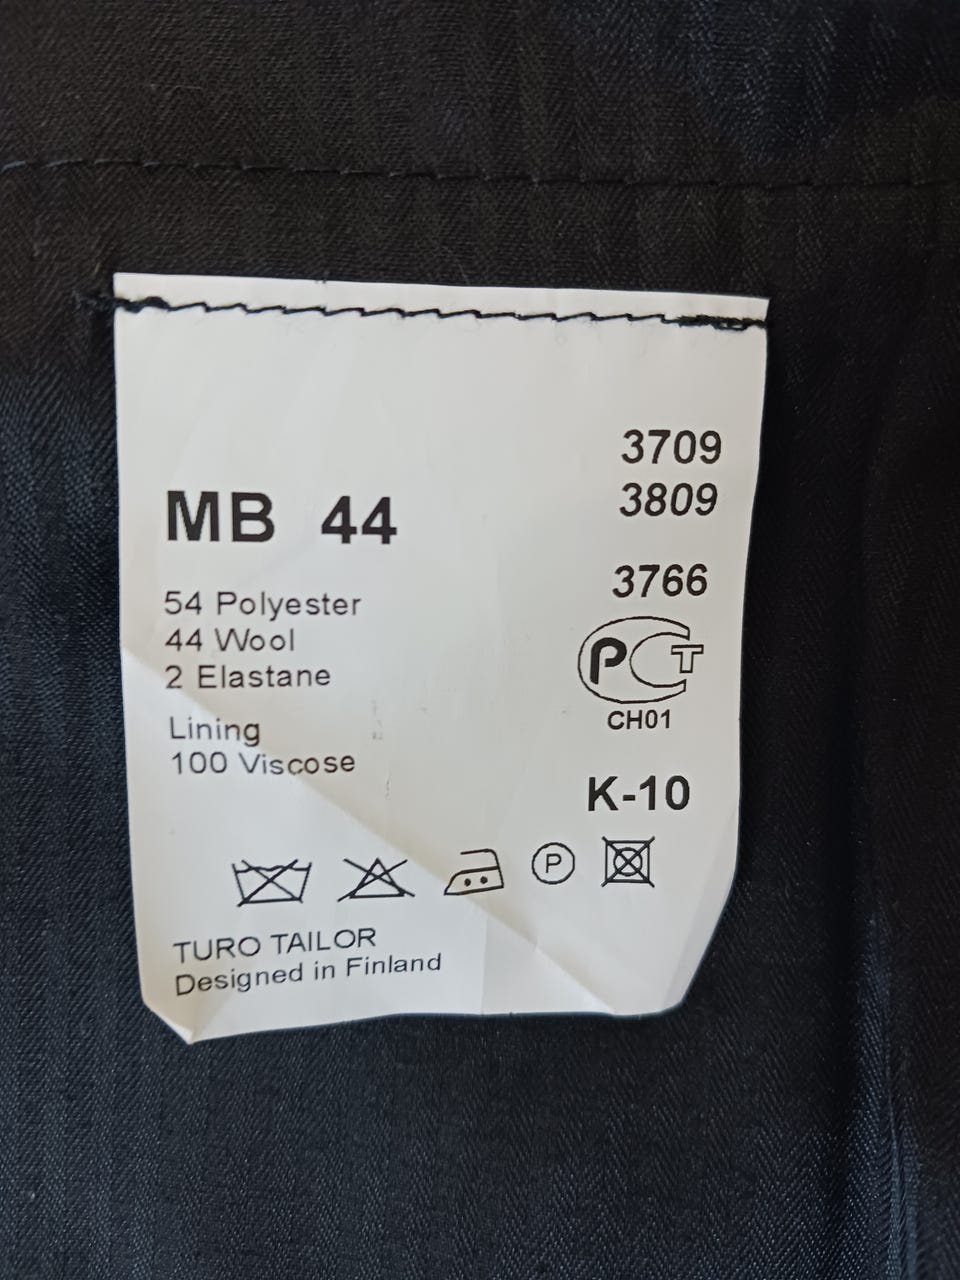 3709
3809
MB 44
3766
54 Polyester
44 Wool
2 Elastane
PCT
CH01
Lining
100 Viscose
K-10
P
TURO TAILOR
Designed in Finland